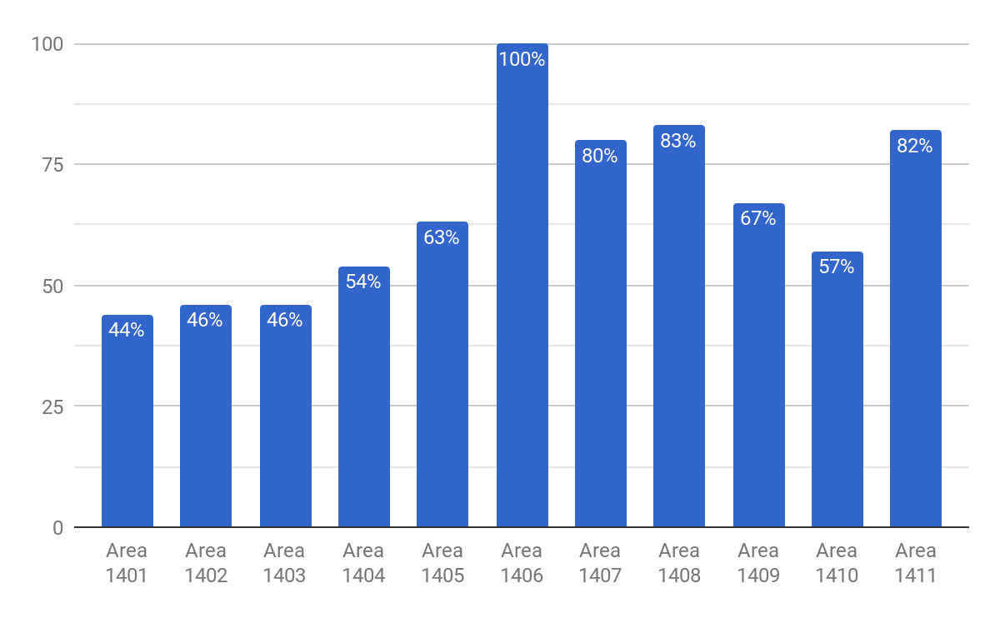 100
75
50
25
0
44%
46%
46%
54%
63%
100%
80%
83%
67%
57%
82%
Area 1401
Area 1402
Area 1403
Area 1404
Area 1405
Area 1406
Area 1407
Area 1408
Area 1409
Area 1410
Area 1411